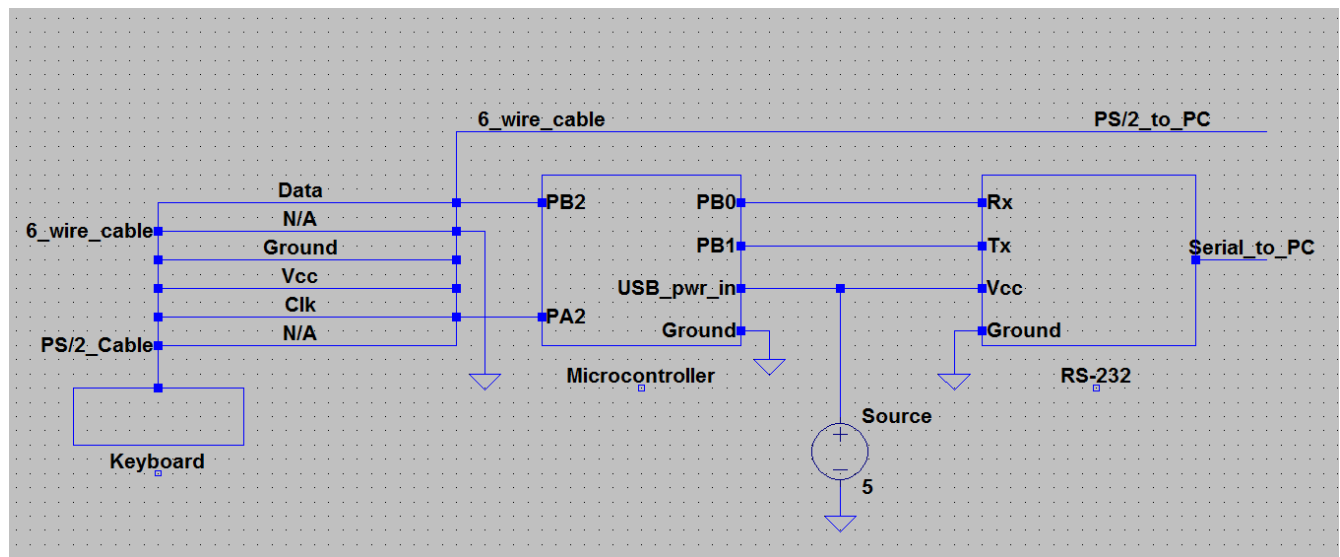 6_wire_cable
PS/2_to_PC
Data
N/A
6_wire_cable
Ground
Vcc
Clk
N/A
PS/2_Cable
Keyboard
PB2
PA2
PB0
PB1
USB_pwr_in
Ground
Microcontroller
Rx
Tx
Vcc
Ground
Serial_to_PC
RS-232
Source
5